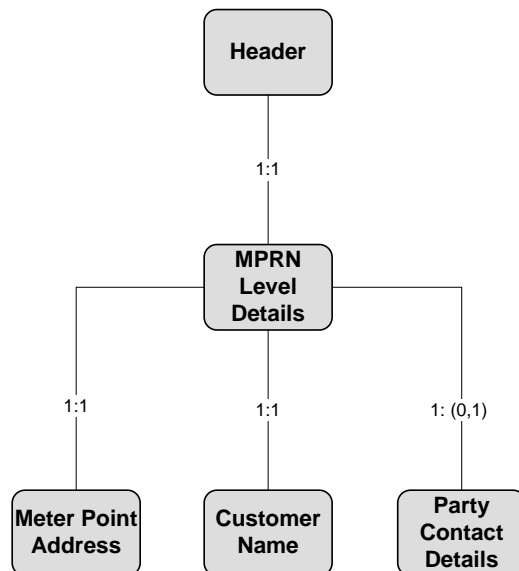 Header
1:1
MPRN
Level
Details
1:1
1:1
1: (0,1)
Meter Point
Address
Customer
Name
Party
Contact
Details